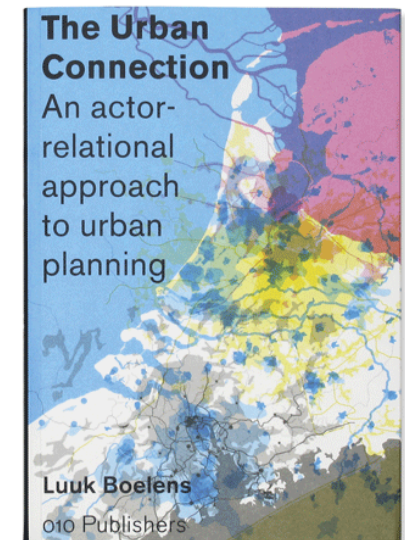 The Urban
Connection
An actor-
relational
approach
to urban
planning
Luuk Boelens
010 Publishers